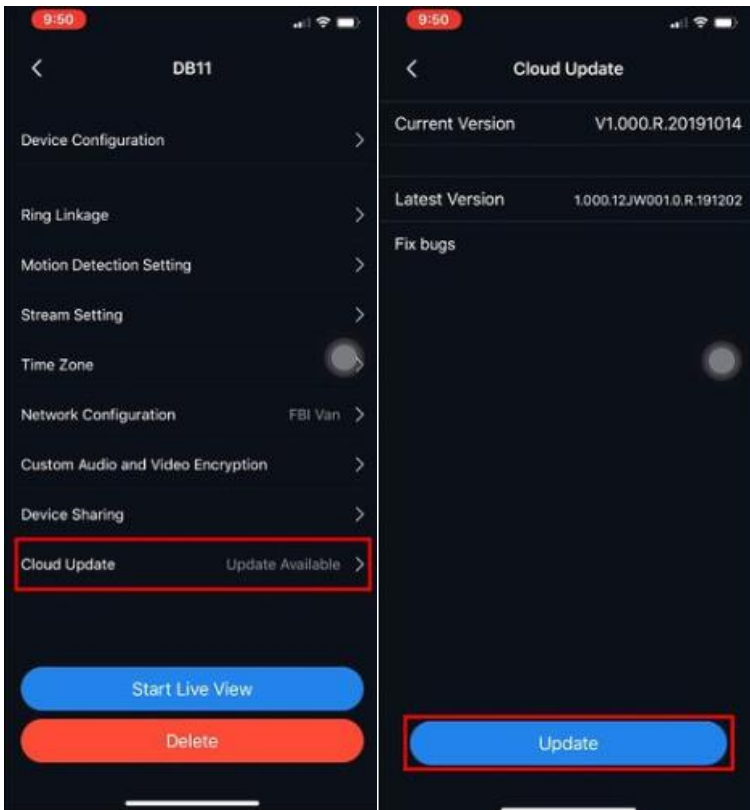 9:50
DB11
Device Configuration
Ring Linkage
Motion Detection Setting
Stream Setting
Time Zone
Network Configuration FBI Van
Custom Audio and Video Encryption
Device Sharing
Cloud Update Update Available
Start Live View
Delete
9:50
Cloud Update
Current Version V1.000.R.20191014
Latest Version 1.000.12JW001.0.R.191202
Fix bugs
Update